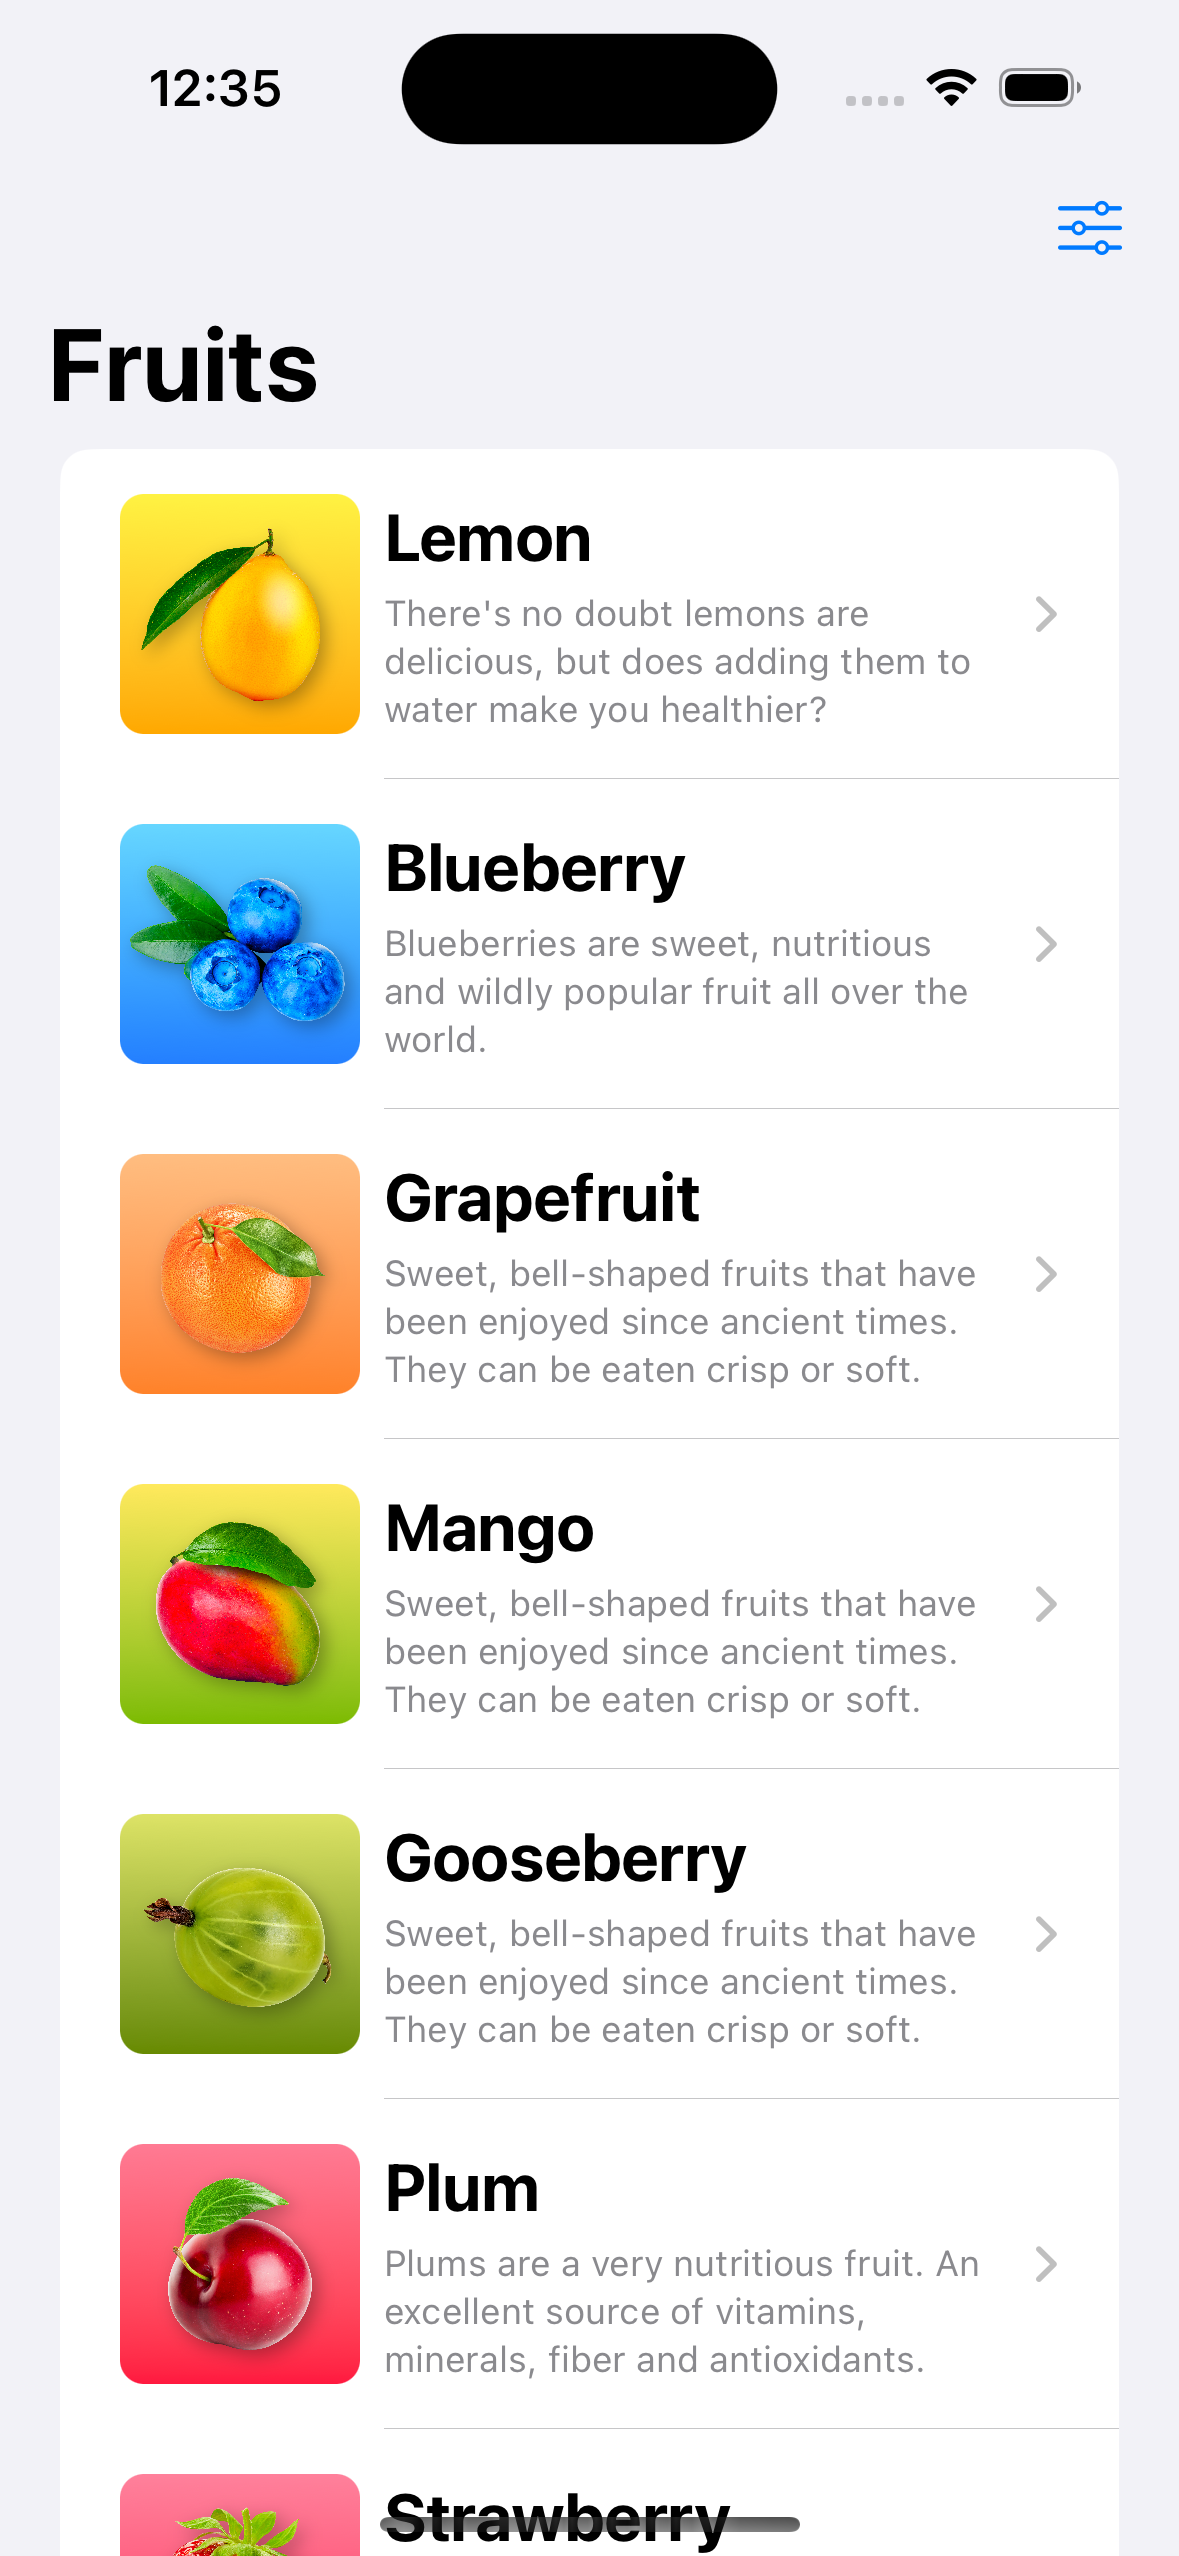 12:35
Fruits
Lemon
There's no doubt lemons are
delicious, but does adding them to
water make you healthier?
Blueberry
Blueberries are sweet, nutritious
and wildly popular fruit all over the
world.
Grapefruit
Sweet, bell-shaped fruits that have
been enjoyed since ancient times.
They can be eaten crisp or soft.
Mango
Sweet, bell-shaped fruits that have
been enjoyed since ancient times.
They can be eaten crisp or soft.
Gooseberry
Sweet, bell-shaped fruits that have
been enjoyed since ancient times.
They can be eaten crisp or soft.
Plum
Plums are a very nutritious fruit. An
excellent source of vitamins,
minerals, fiber and antioxidants.
Strawberry